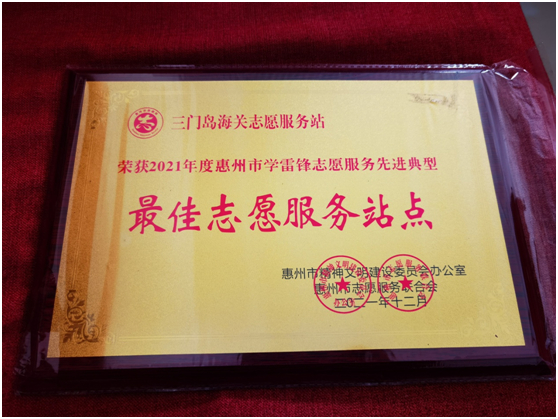 三门岛海关志愿服务站
荣获2021年度惠州市学雷锋志愿服务先进典型
最佳志愿服务站点
惠州市精神文明建设委员会办公室
惠州市志愿服务联合会
二〇二一年十二月